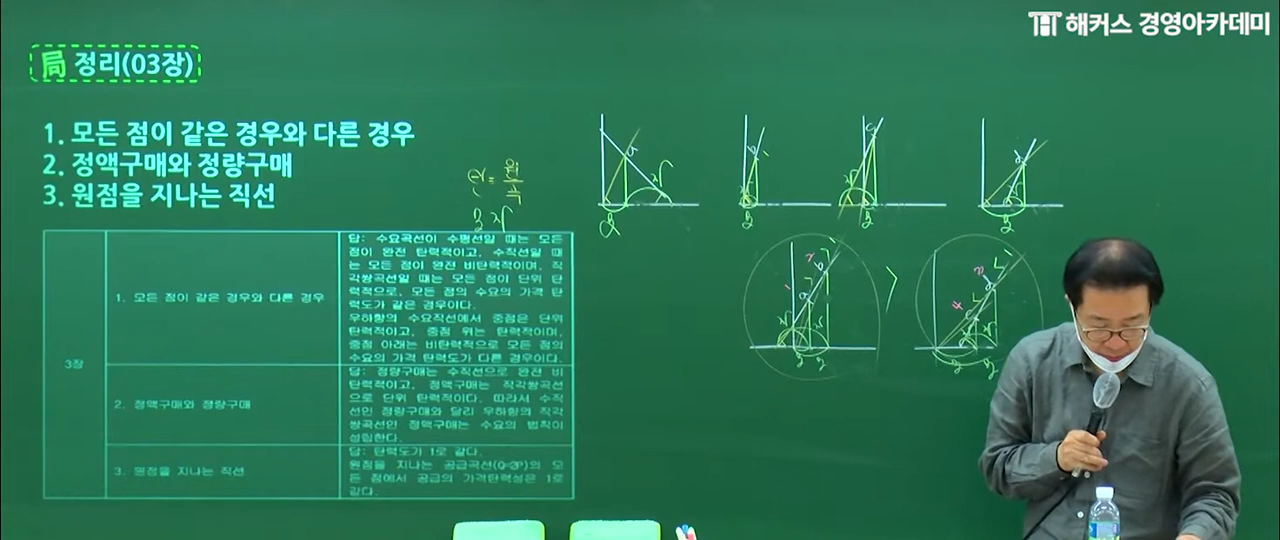 해커스 경영아카데미
局 정리(03장)
1. 모든 점이 같은 경우와 다른 경우
2. 정액구매와 정량구매
3. 원점을 지나는 직선
3장
1. 모든 점이 같은 경우와 다른 경우
답: 수요곡선이 수평선일 때는 모든
점이 완전 탄력적이고, 수직선일 때
는 모든 점이 완전 비탄력적이며, 직
각쌍곡선일 때는 모든 점이 단위 탄
력적으로, 모든 점의 수요의 가격 탄
력도가 같은 경우이다.
우하향의 수요직선에서 중점은 단위
탄력적이고, 중점 위는 탄력적이며,
중점 아래는 비탄력적으로 모든 점의
수요의 가격 탄력도가 다른 경우이다.
2. 정액구매와 정량구매
답: 정량구매는 수직선으로 완전 비
탄력적이고, 정액구매는 직각쌍곡선
으로 단위 탄력적이다. 따라서 수직
선인 정량구매와 달리 우하향의 직각
쌍곡선인 정액구매는 수요의 법칙이
성립한다.
3. 원점을 지나는 직선
답: 탄력도가 1로 같다.
원점을 지나는 공급곡선(Q=2P)의 모
든 점에서 공급의 가격탄력성은 1로
같다.